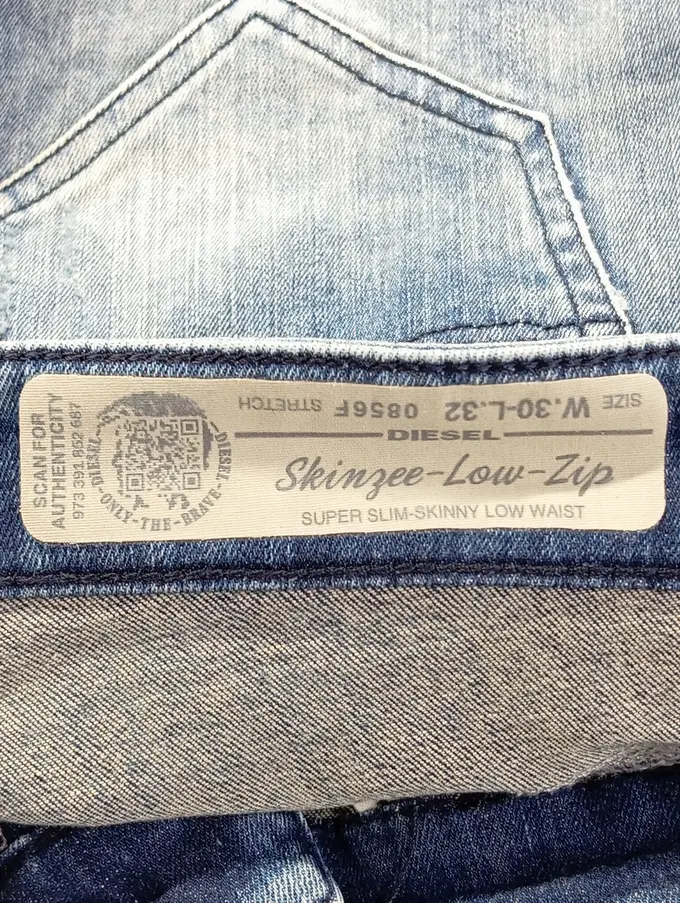 SCAN FOR
AUTHENTICITY
973 391 892 687
DIESEL
ONLY-THE-BRAVE
DIESEL
SIZE W.30-L.32 0856F STRETCH
DIESEL
Skinzee-Low-Zip
SUPER SLIM-SKINNY LOW WAIST